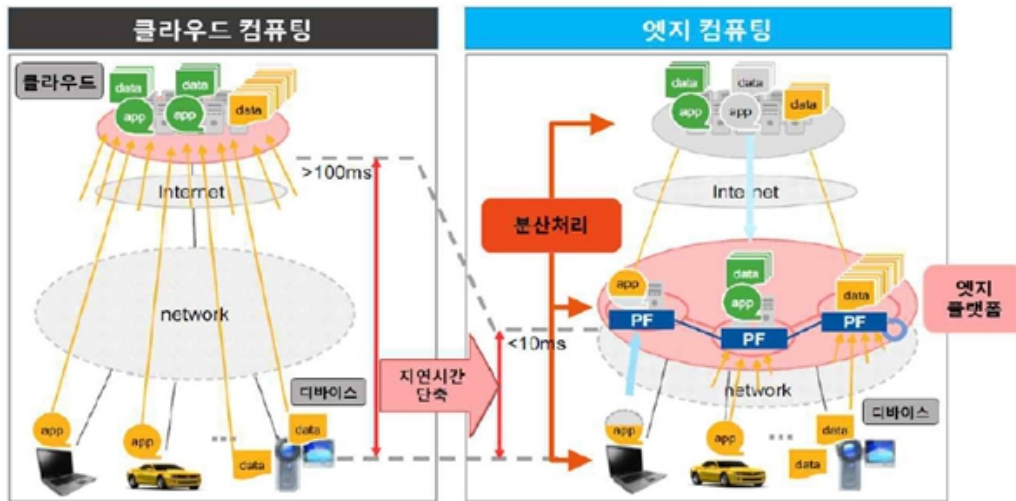 클라우드 컴퓨팅
클라우드
data
data
data
app
app
>100ms
Internet
network
디바이스
app
app
...
data
data
지연시간
단축
엣지 컴퓨팅
data
data
data
app
app
Internet
분산처리
app
data
app
data
PF
PF
PF
엣지
플랫폼
<10ms
network
디바이스
app
app
...
data
data